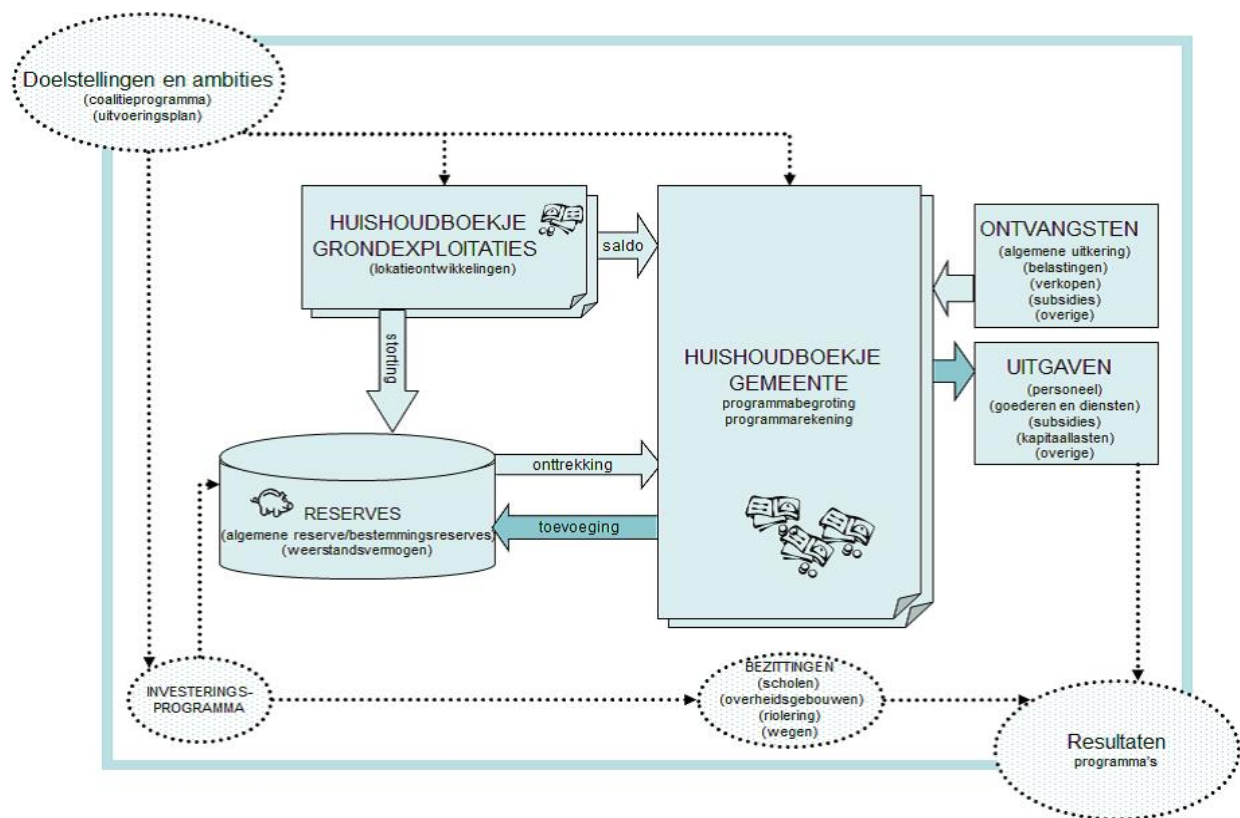 Doelstellingen en ambities
(coalitieprogramma)
(uitvoeringsplan)
HUISHOUDBOEKJE
GRONDEXPLOITATIES
(lokatieontwikkelingen)
saldo
storting
HUISHOUDBOEKJE
GEMEENTE
programmabegroting
programmarekening
ONTVANGSTEN
(algemene uitkering)
(belastingen)
(verkopen)
(subsidies)
(overige)
UITGAVEN
(personeel)
(goederen en diensten)
(subsidies)
(kapitaallasten)
(overige)
onttrekking
toevoeging
RESERVES
(algemene reserve/bestemmingsreserves)
(weerstandsvermogen)
INVESTERINGS-
PROGRAMMA
BEZITTINGEN
(scholen)
(overheidsgebouwen)
(riolering)
(wegen)
Resultaten
programma's